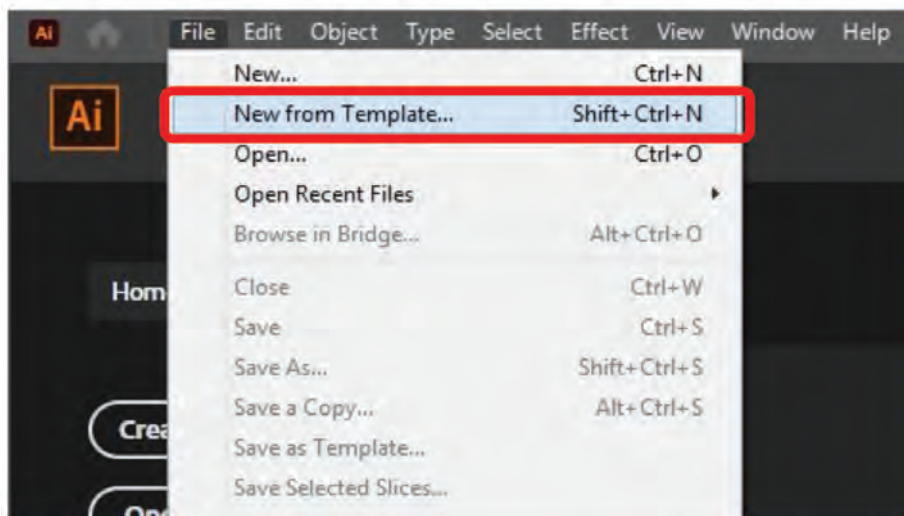 Ai File Edit Object Type Select Effect View Window Help
Ai
New... Ctrl+N
New from Template... Shift+Ctrl+N
Open... Ctrl+O
Open Recent Files
Browse in Bridge... Alt+Ctrl+O
Hom
Close Ctrl+W
Save Ctrl+S
Save As... Shift+Ctrl+S
Crea
Save a Copy... Alt+Ctrl+S
Save as Template...
Save Selected Slices...